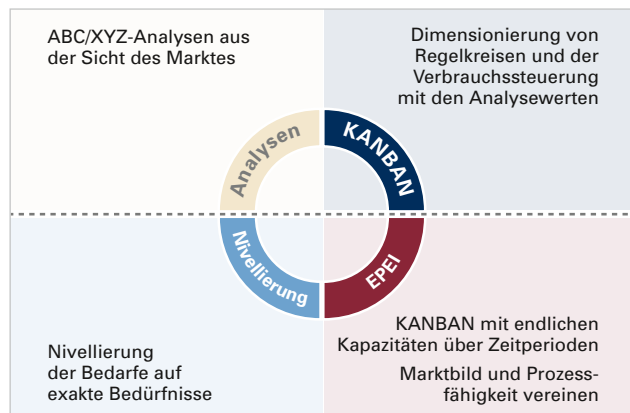 ABC/XYZ-Analysen aus
der Sicht des Marktes
Dimensionierung von
Regelkreisen und der
Verbrauchssteuerung
mit den Analysewerten
Analysen
KANBAN
Nivellierung
EPEI
Nivellierung
der Bedarfe auf
exakte Bedürfnisse
KANBAN mit endlichen
Kapazitäten über Zeitperioden
Marktbild und Prozess-
fähigkeit vereinen